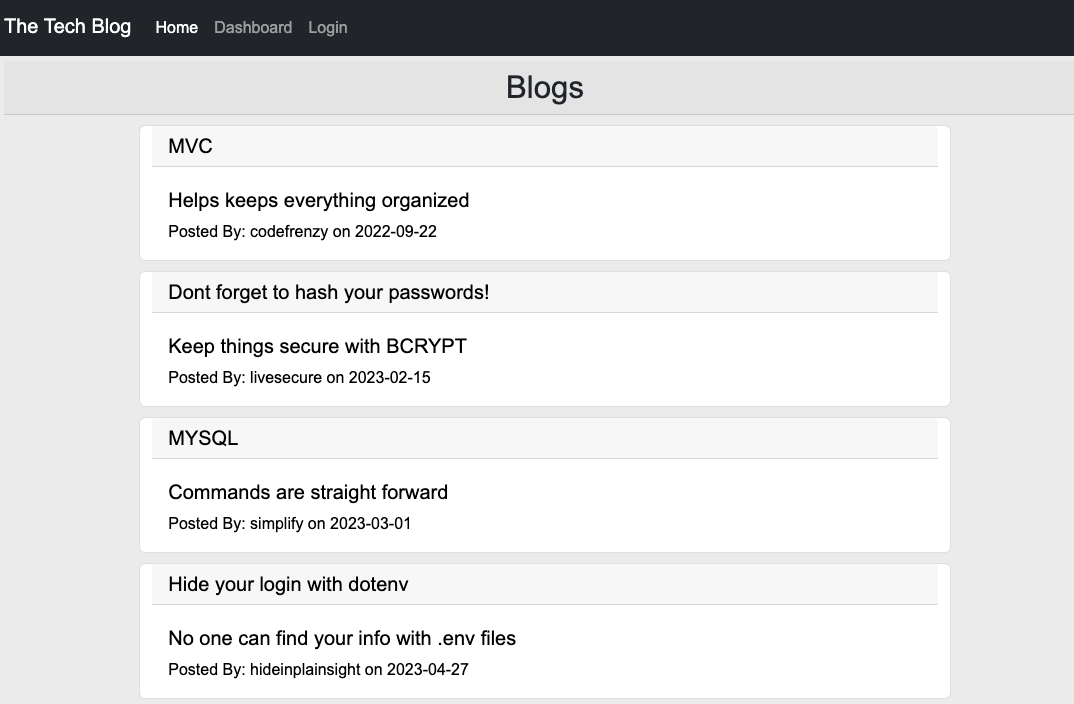 The Tech Blog Home Dashboard Login
Blogs
MVC
Helps keeps everything organized
Posted By: codefrenzy on 2022-09-22
Dont forget to hash your passwords!
Keep things secure with BCRYPT
Posted By: livesecure on 2023-02-15
MYSQL
Commands are straight forward
Posted By: simplify on 2023-03-01
Hide your login with dotenv
No one can find your info with .env files
Posted By: hideinplainsight on 2023-04-27